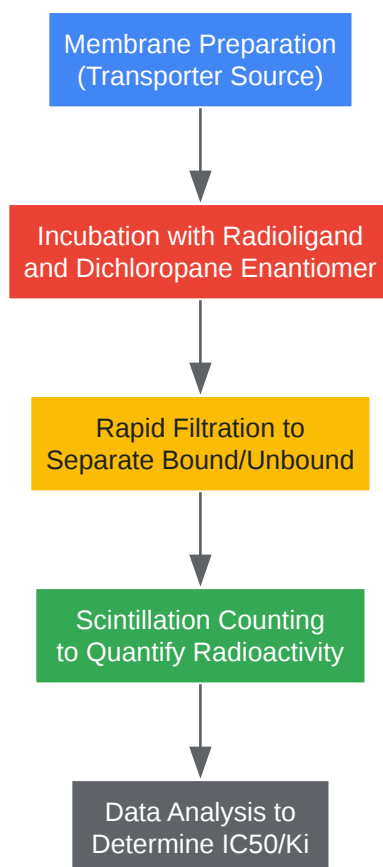 Membrane Preparation
(Transporter Source)
Incubation with Radioligand
and Dichloropane Enantiomer
Rapid Filtration to
Separate Bound/Unbound
Scintillation Counting
to Quantify Radioactivity
Data Analysis to
Determine IC50/Ki